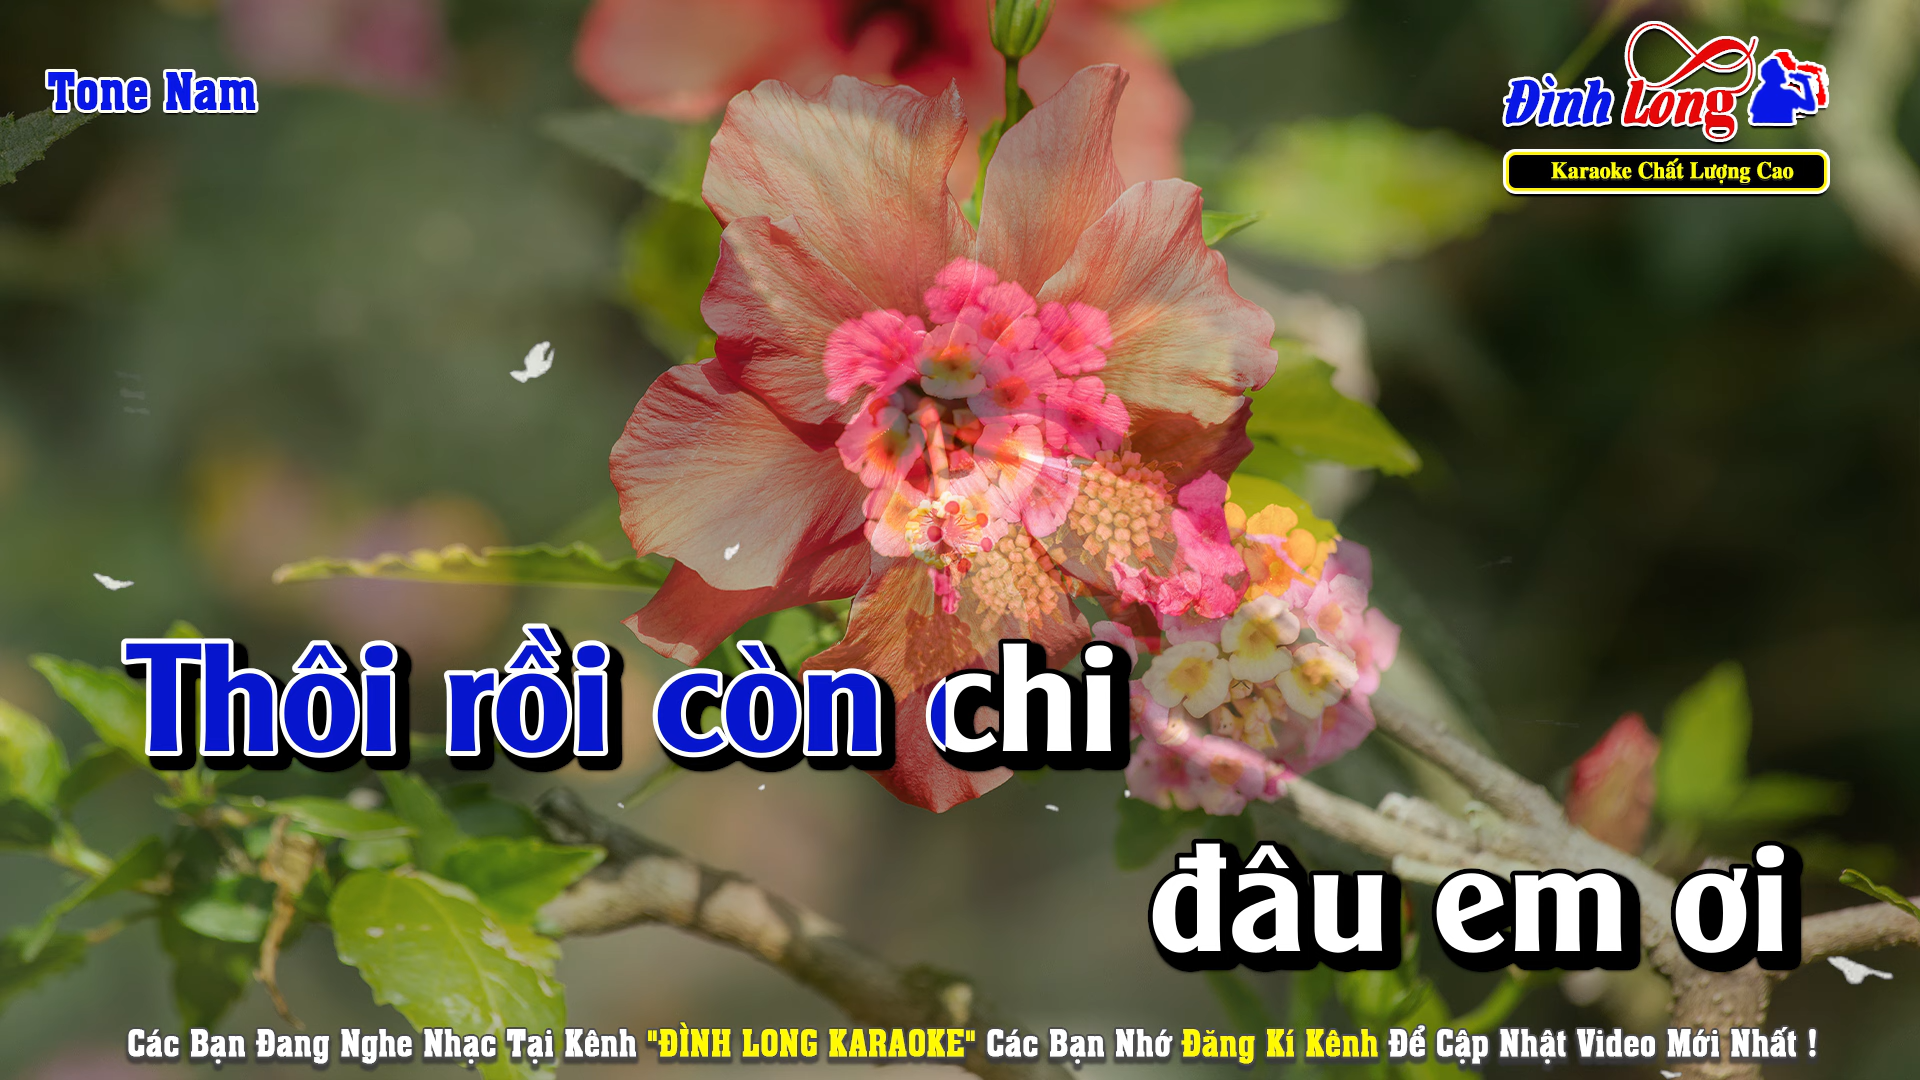 Tone Nam
Đình Long
Karaoke Chất Lượng Cao
Thôi rồi còn chi
đâu em ơi
Các Bạn Đang Nghe Nhạc Tại Kênh "ĐÌNH LONG KARAOKE" Các Bạn Nhớ Đăng Kí Kênh Để Cập Nhật Video Mới Nhất !